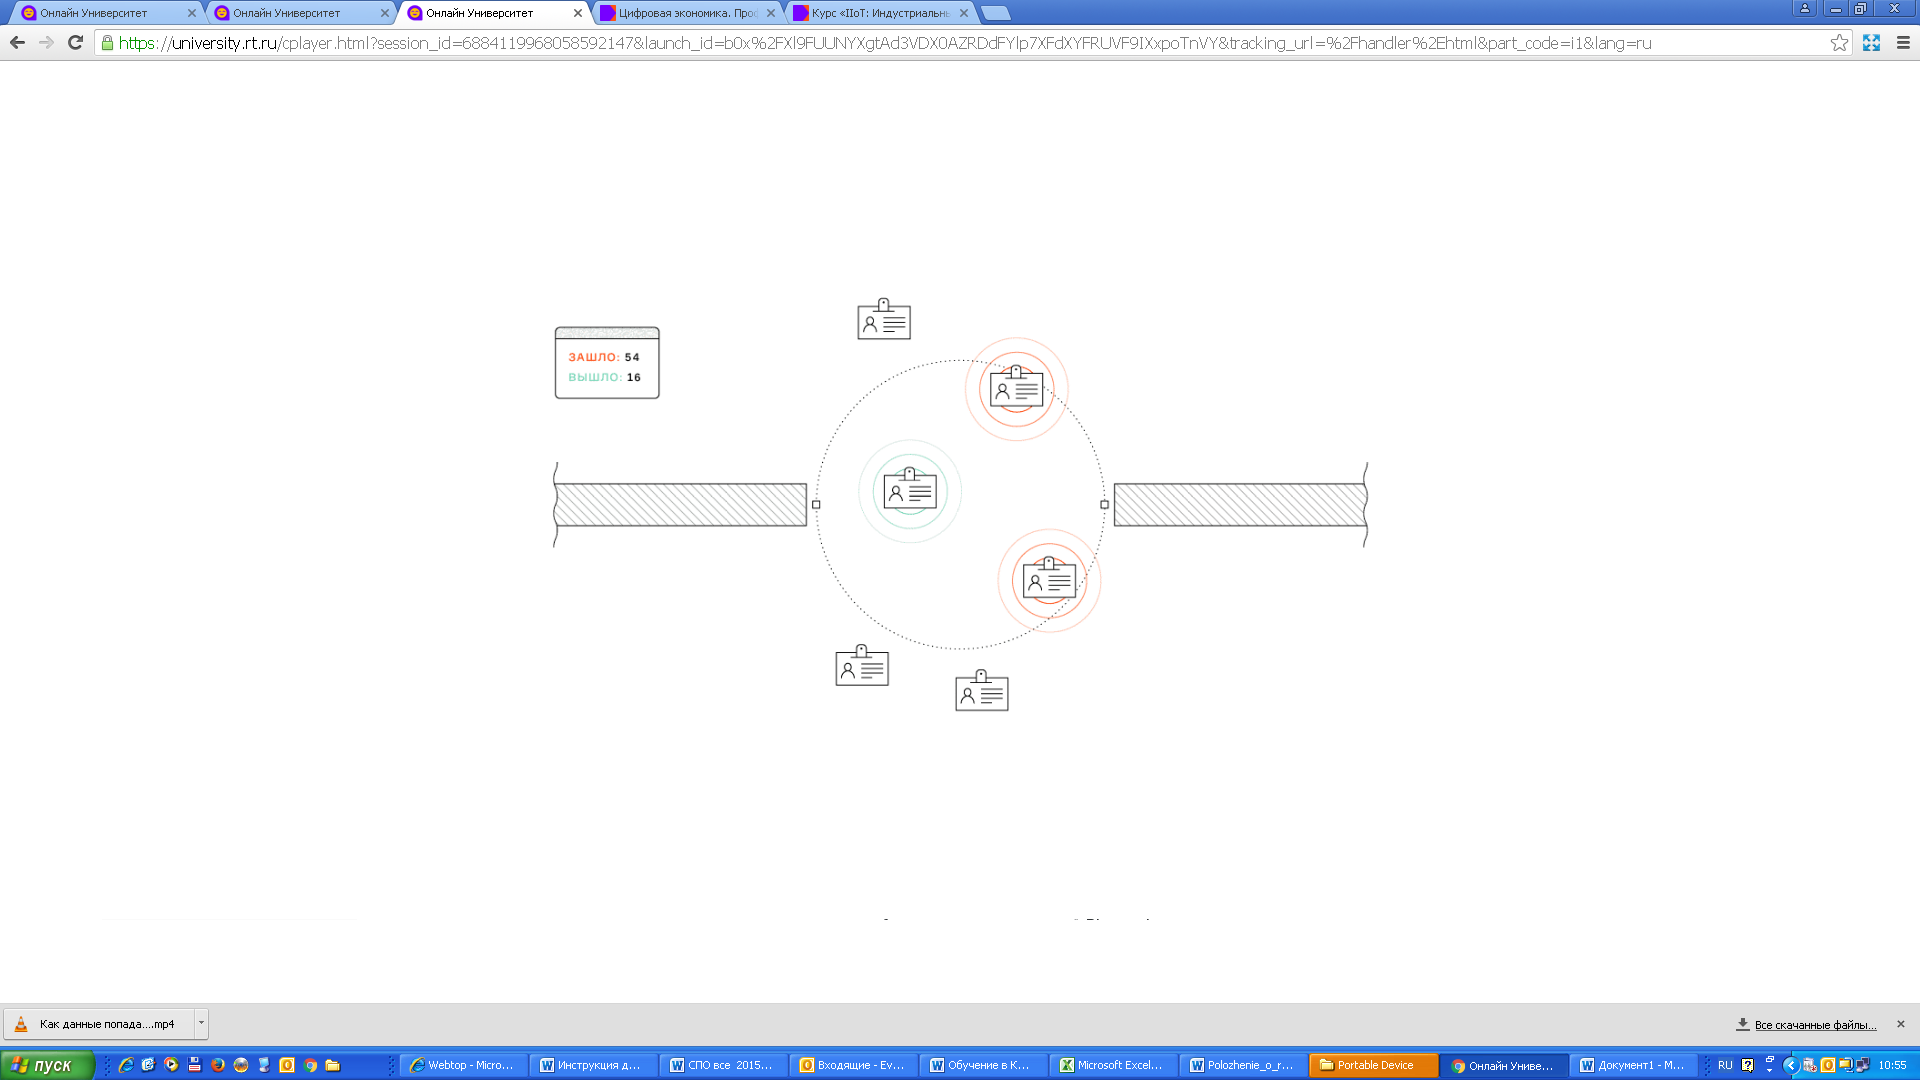 Онлайн Университет
Онлайн Университет
Онлайн Университет
Цифровая экономика. Про
Курс «IIoT: Индустриальнь
https://university.rt.ru/cplayer.html?session_id=6884119968058592147&launch_id=b0x%2FXl9FUUNYXgtAd3VDX0AZRDdFYlp7XFdXYFRUVF9IXxpoTnVY&tracking_url=%2Fhandler%2Ehtml&part_code=i1&lang=ru
ЗАШЛО: 54
ВЫШЛО: 16
Как данные попада....mp4
Все скачанные файлы...
пуск
Webtop - Micro...
Инструкция д...
СПО все 2015...
Входящие - Ev...
Обучение в К...
Microsoft Excel...
Polozhenie_o_r...
Portable Device
Онлайн Униве...
Документ1 - М...
RU
10:55